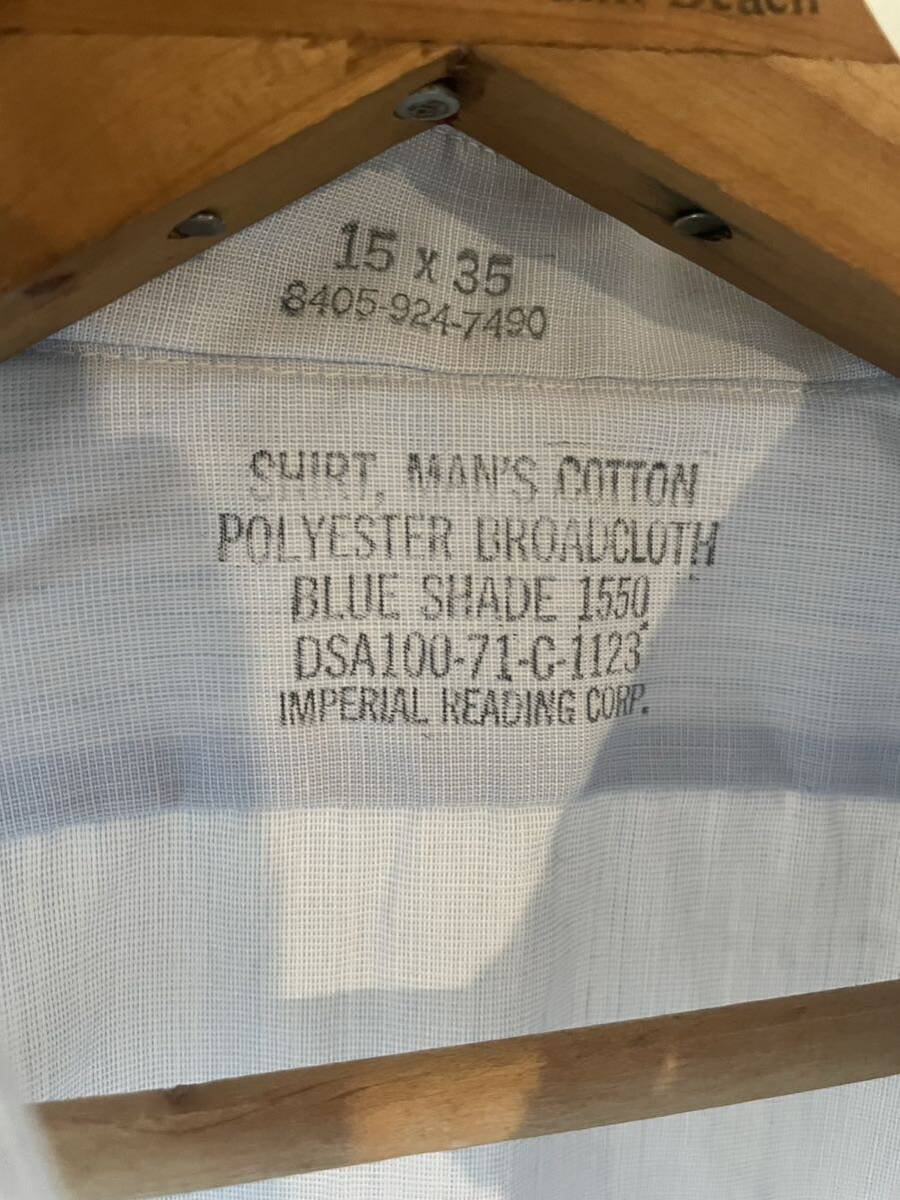 Beach
15 x 35
8405-924-7490
SHIRT, MAN'S COTTON
POLYESTER BROADCLOTH
BLUE SHADE 1550
DSA100-71-C-1123
IMPERIAL READING CORP.